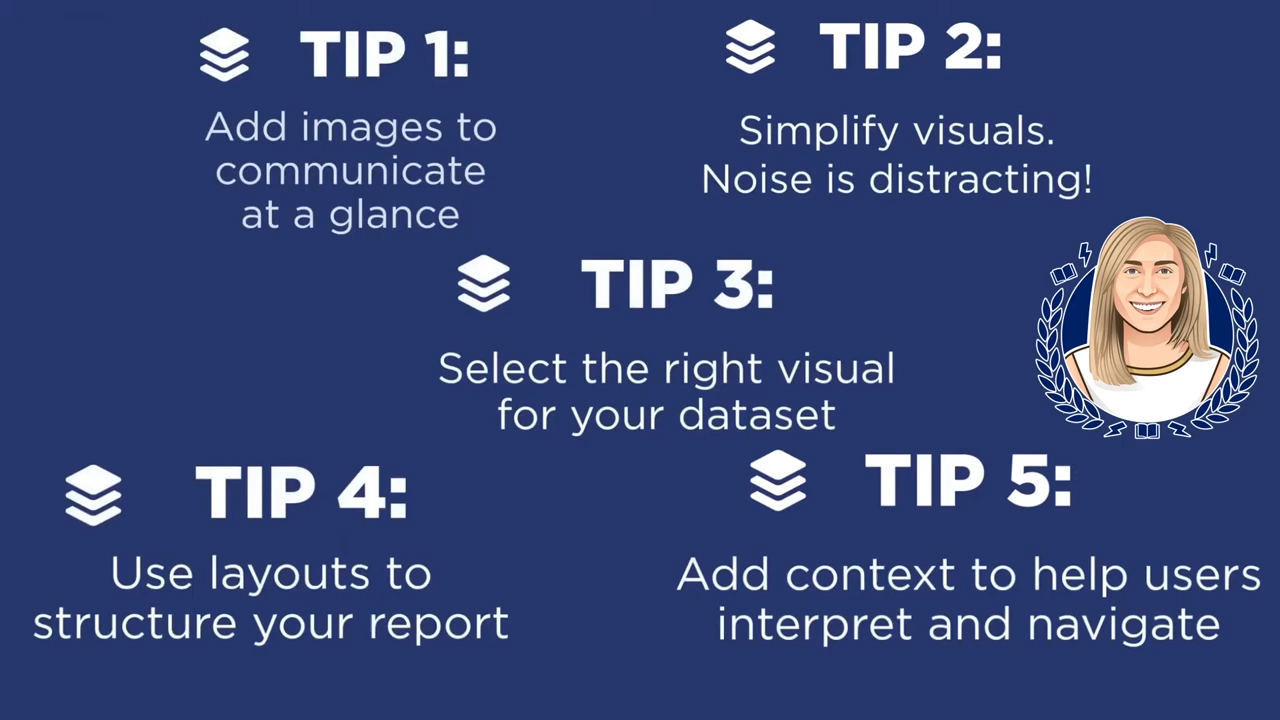 TIP 1:
Add images to
communicate
at a glance
TIP 2:
Simplify visuals.
Noise is distracting!
TIP 3:
Select the right visual
for your dataset
TIP 4:
Use layouts to
structure your report
TIP 5:
Add context to help users
interpret and navigate